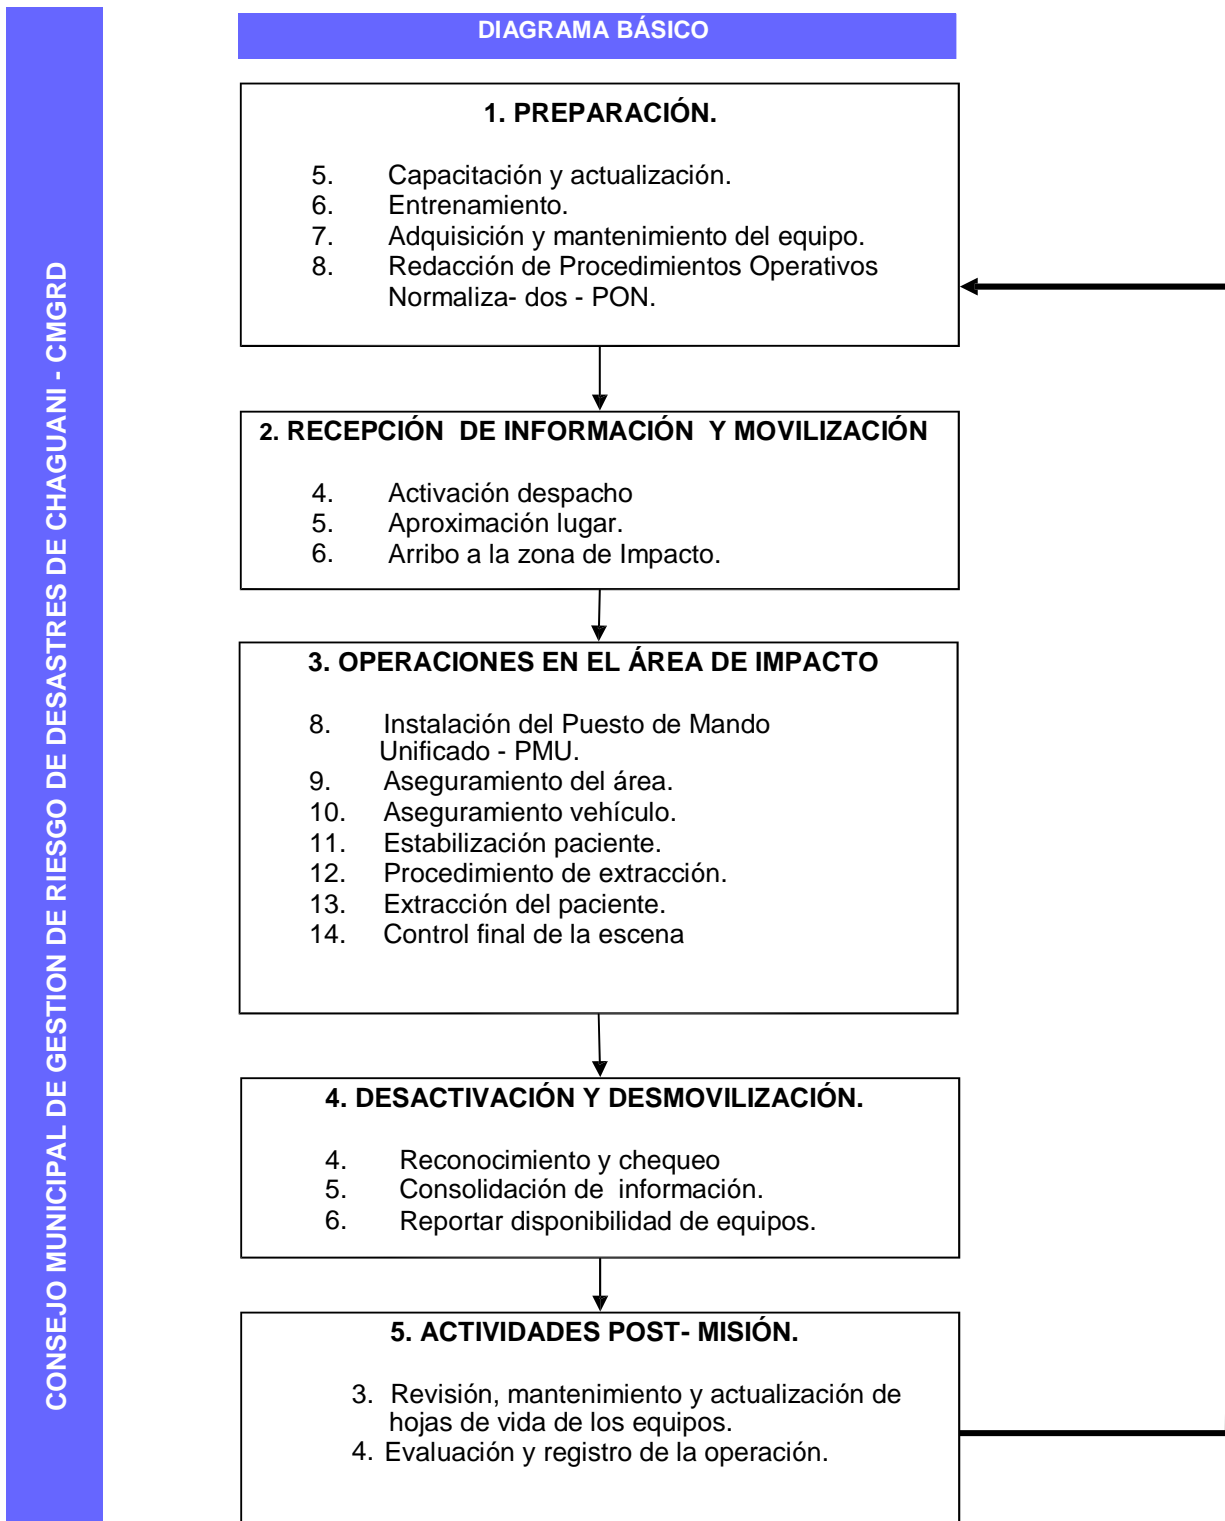 CONSEJO MUNICIPAL DE GESTION DE RIESGO DE DESASTRES DE CHAGUANI - CMGRD
DIAGRAMA BÁSICO
1. PREPARACIÓN.
5. Capacitación y actualización.
6. Entrenamiento.
7. Adquisición y mantenimiento del equipo.
8. Redacción de Procedimientos Operativos
Normaliza- dos - PON.
2. RECEPCIÓN DE INFORMACIÓN Y MOVILIZACIÓN
4. Activación despacho
5. Aproximación lugar.
6. Arribo a la zona de Impacto.
3. OPERACIONES EN EL ÁREA DE IMPACTO
8. Instalación del Puesto de Mando
Unificado - PMU.
9. Aseguramiento del área.
10. Aseguramiento vehículo.
11. Estabilización paciente.
12. Procedimiento de extracción.
13. Extracción del paciente.
14. Control final de la escena
4. DESACTIVACIÓN Y DESMOVILIZACIÓN.
4. Reconocimiento y chequeo
5. Consolidación de información.
6. Reportar disponibilidad de equipos.
5. ACTIVIDADES POST- MISIÓN.
3. Revisión, mantenimiento y actualización de
hojas de vida de los equipos.
4. Evaluación y registro de la operación.